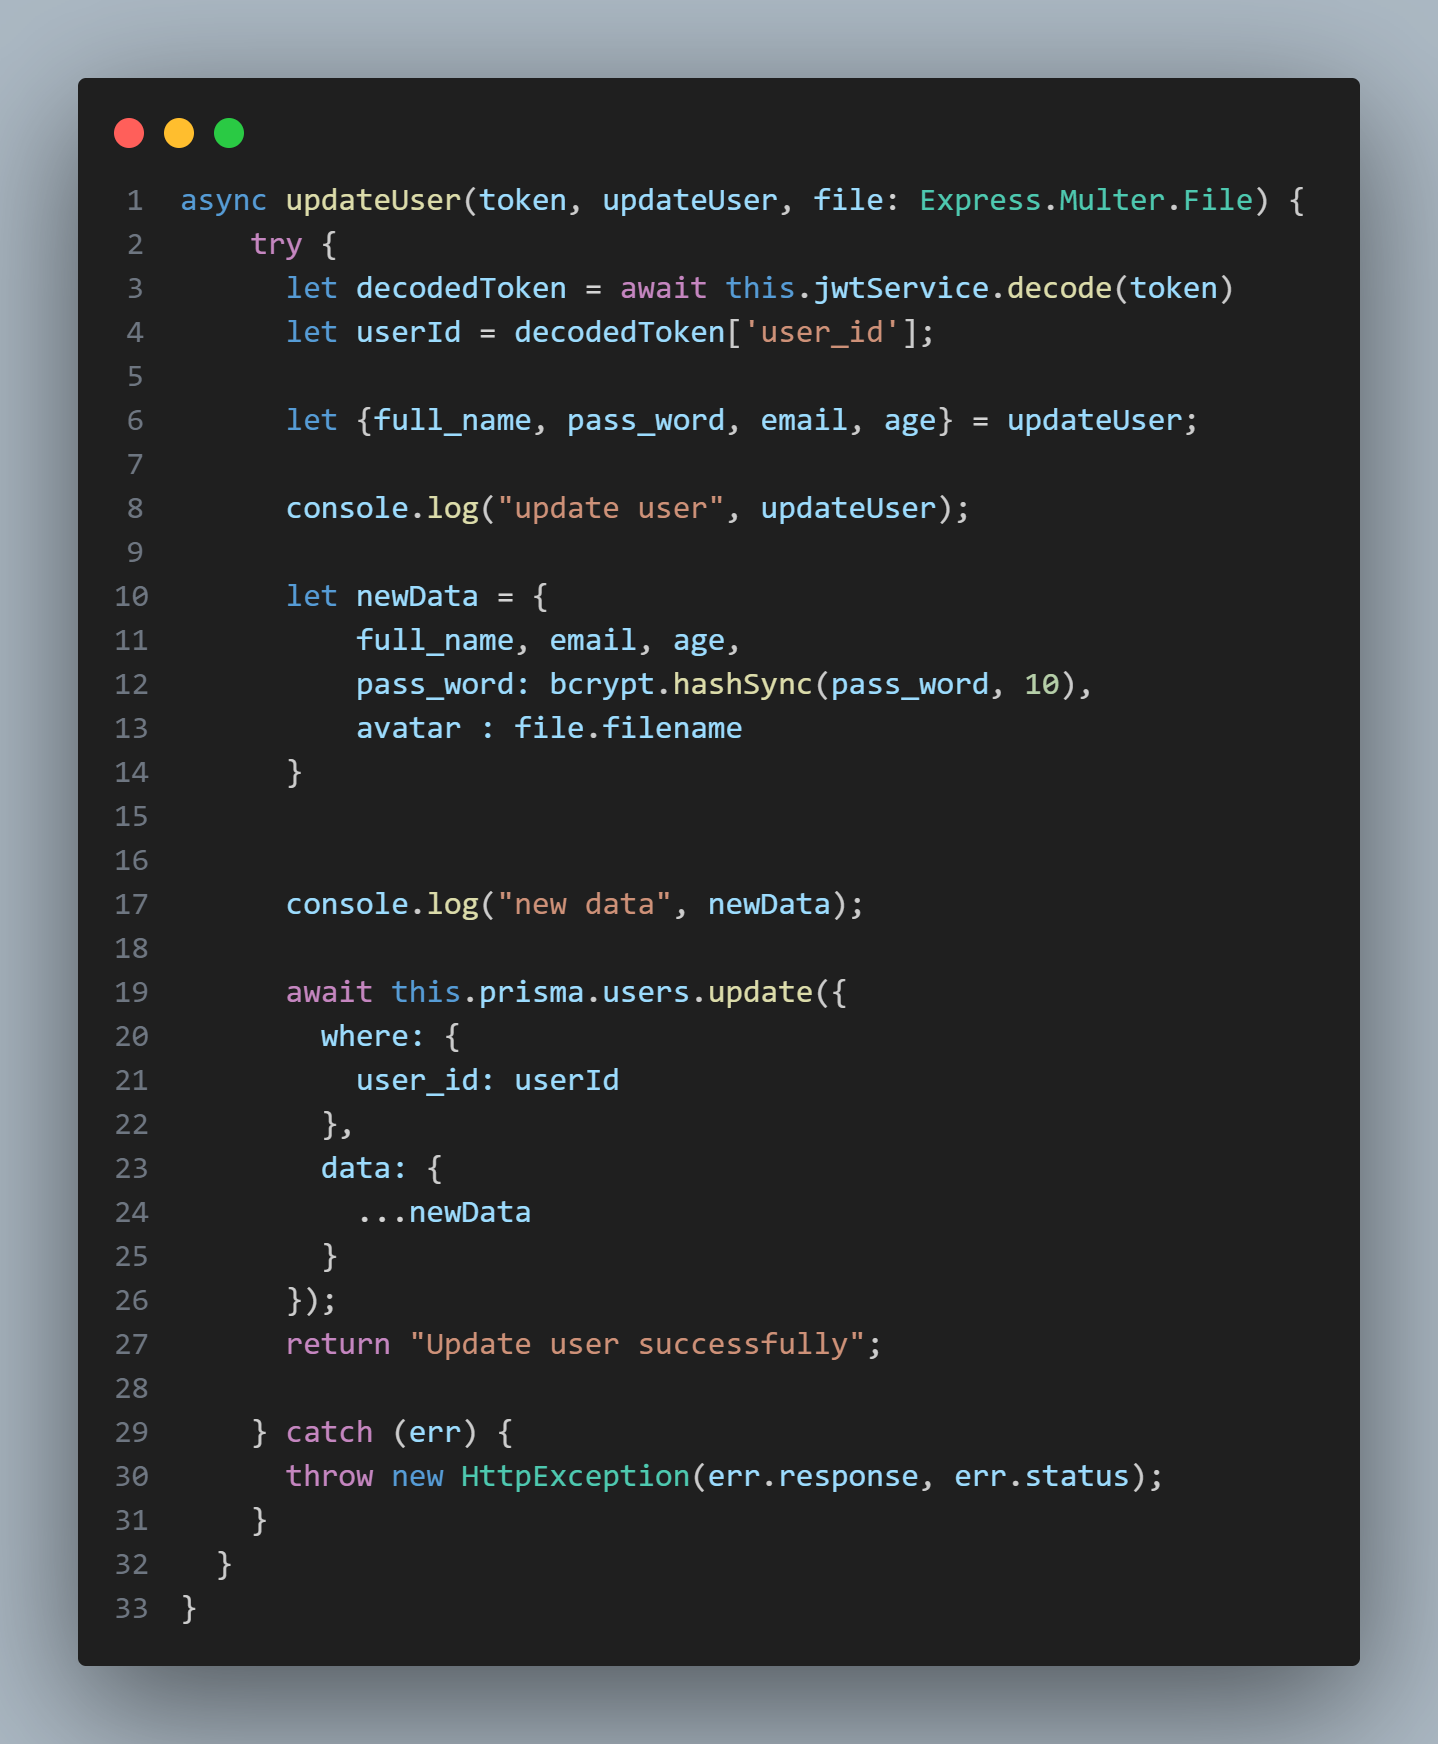 1 async updateUser(token, updateUser, file: Express.Multer.File) {
2     try {
3       let decodedToken = await this.jwtService.decode(token)
4       let userId = decodedToken['user_id'];
5
6       let {full_name, pass_word, email, age} = updateUser;
7
8       console.log("update user", updateUser);
9
10       let newData = {
11           full_name, email, age,
12           pass_word: bcrypt.hashSync(pass_word, 10),
13           avatar : file.filename
14       }
15
16
17       console.log("new data", newData);
18
19       await this.prisma.users.update({
20         where: {
21           user_id: userId
22         },
23         data: {
24           ...newData
25         }
26       });
27       return "Update user successfully";
28
29     } catch (err) {
30       throw new HttpException(err.response, err.status);
31     }
32   }
33 }